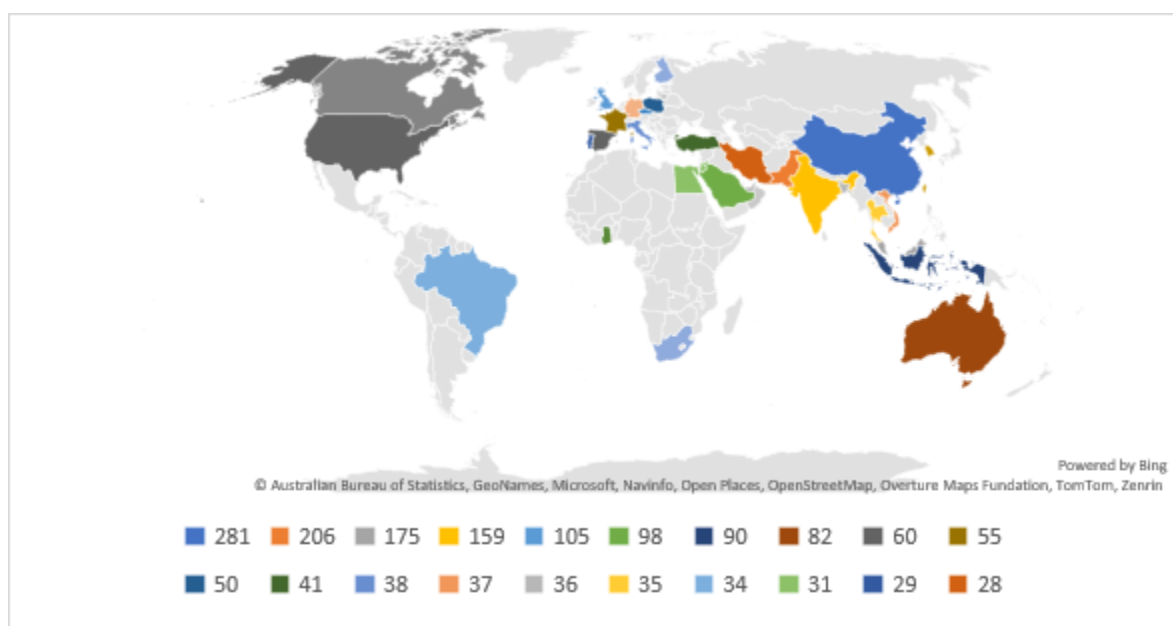 Powered by Bing
© Australian Bureau of Statistics, GeoNames, Microsoft, Navinfo, Open Places, OpenStreetMap, Overture Maps Fundation, TomTom, Zenrin
281 206 175 159 105 98 90 82 60 55
50 41 38 37 36 35 34 31 29 28